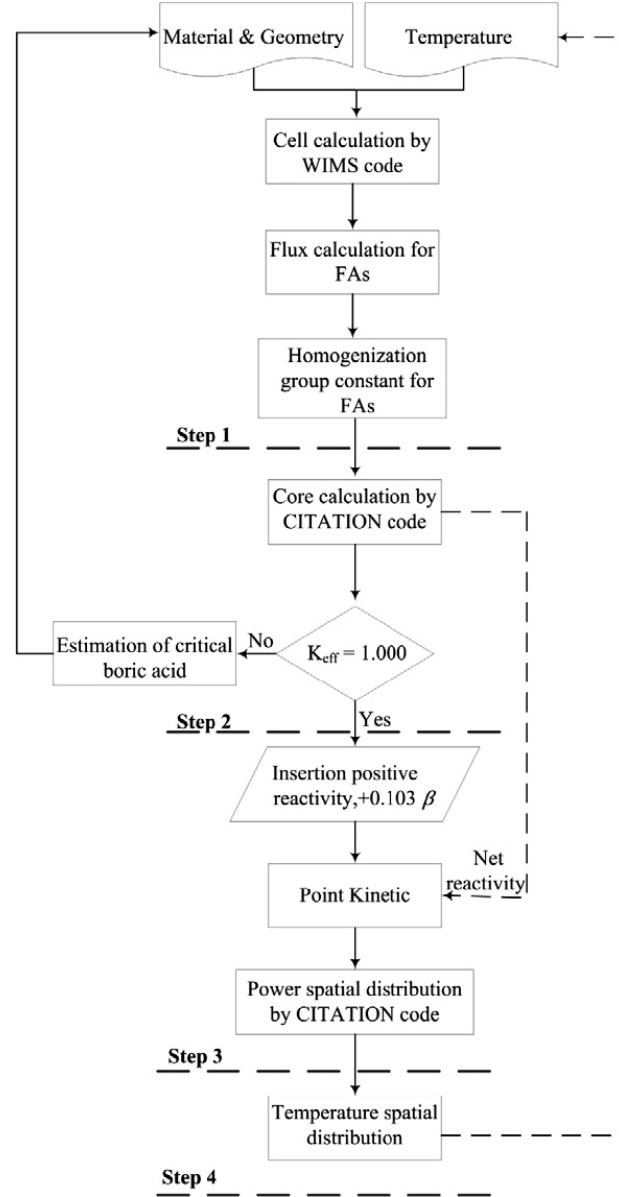 Material & Geometry
Temperature
Cell calculation by
WIMS code
Flux calculation for
FAs
Homogenization
group constant for
FAs
Step 1
Core calculation by
CITATION code
Estimation of critical
boric acid
No
K_eff = 1.000
Yes
Step 2
Insertion positive
reactivity,+0.103 β
Net
reactivity
Point Kinetic
Power spatial distribution
by CITATION code
Step 3
Temperature spatial
distribution
Step 4